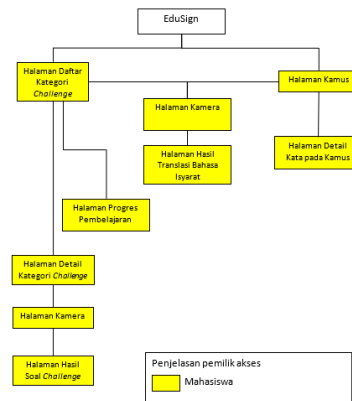 EduSign
Halaman Daftar
Kategori
Challenge
Halaman Kamus
Halaman Kamera
Halaman Hasil
Translasi Bahasa
Isyarat
Halaman Detail
Kata pada Kamus
Halaman Progres
Pembelajaran
Halaman Detail
Kategori Challenge
Halaman Kamera
Halaman Hasil
Soal Challenge
Penjelasan pemilik akses
Mahasiswa